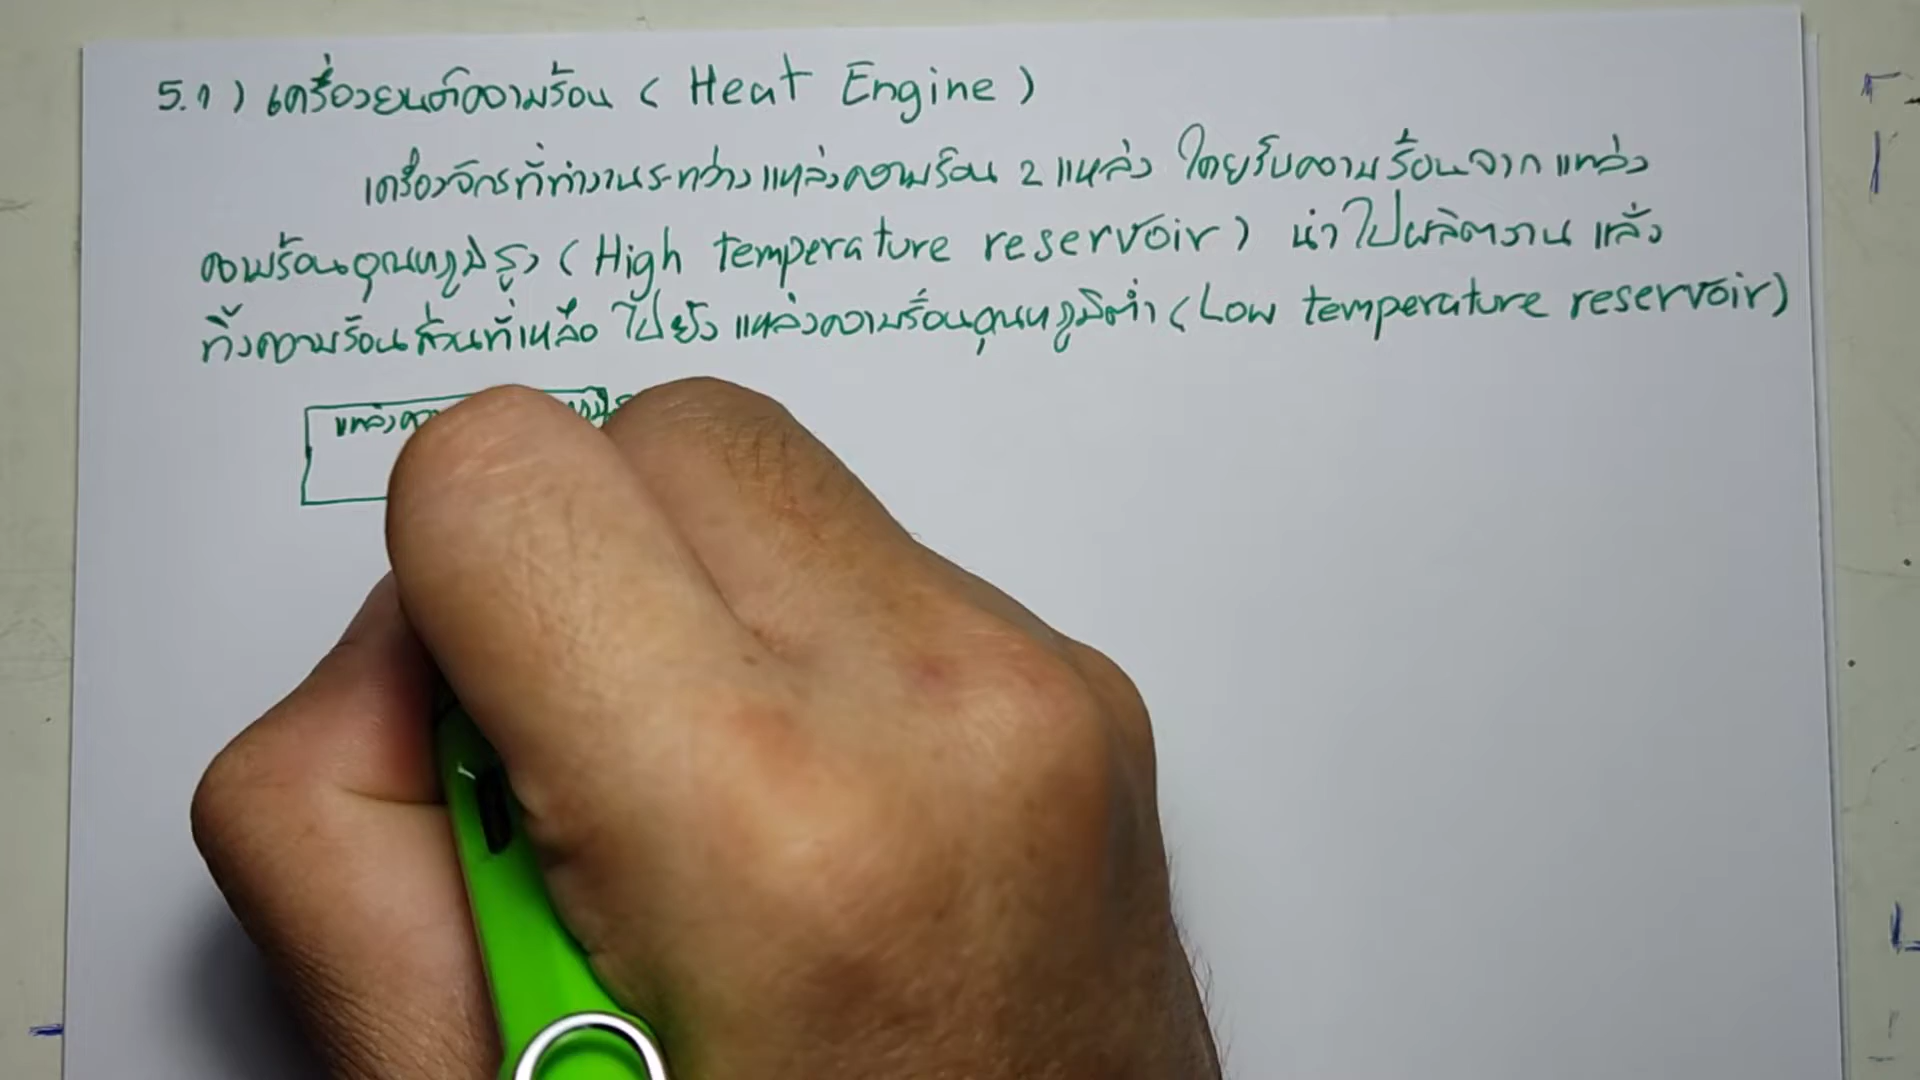 5.1) เครื่องยนต์ความร้อน (Heat Engine)
เครื่องจักรที่ทำงานระหว่างแหล่งความร้อน 2 แหล่ง โดยรับความร้อนจากแหล่ง
ความร้อนอุณหภูมิสูง (High temperature reservoir) นำไปผลิตงาน แล้ว
ทิ้งความร้อนส่วนที่เหลือ ไปยัง แหล่งความร้อนอุณหภูมิต่ำ (Low temperature reservoir)
แหล่ง